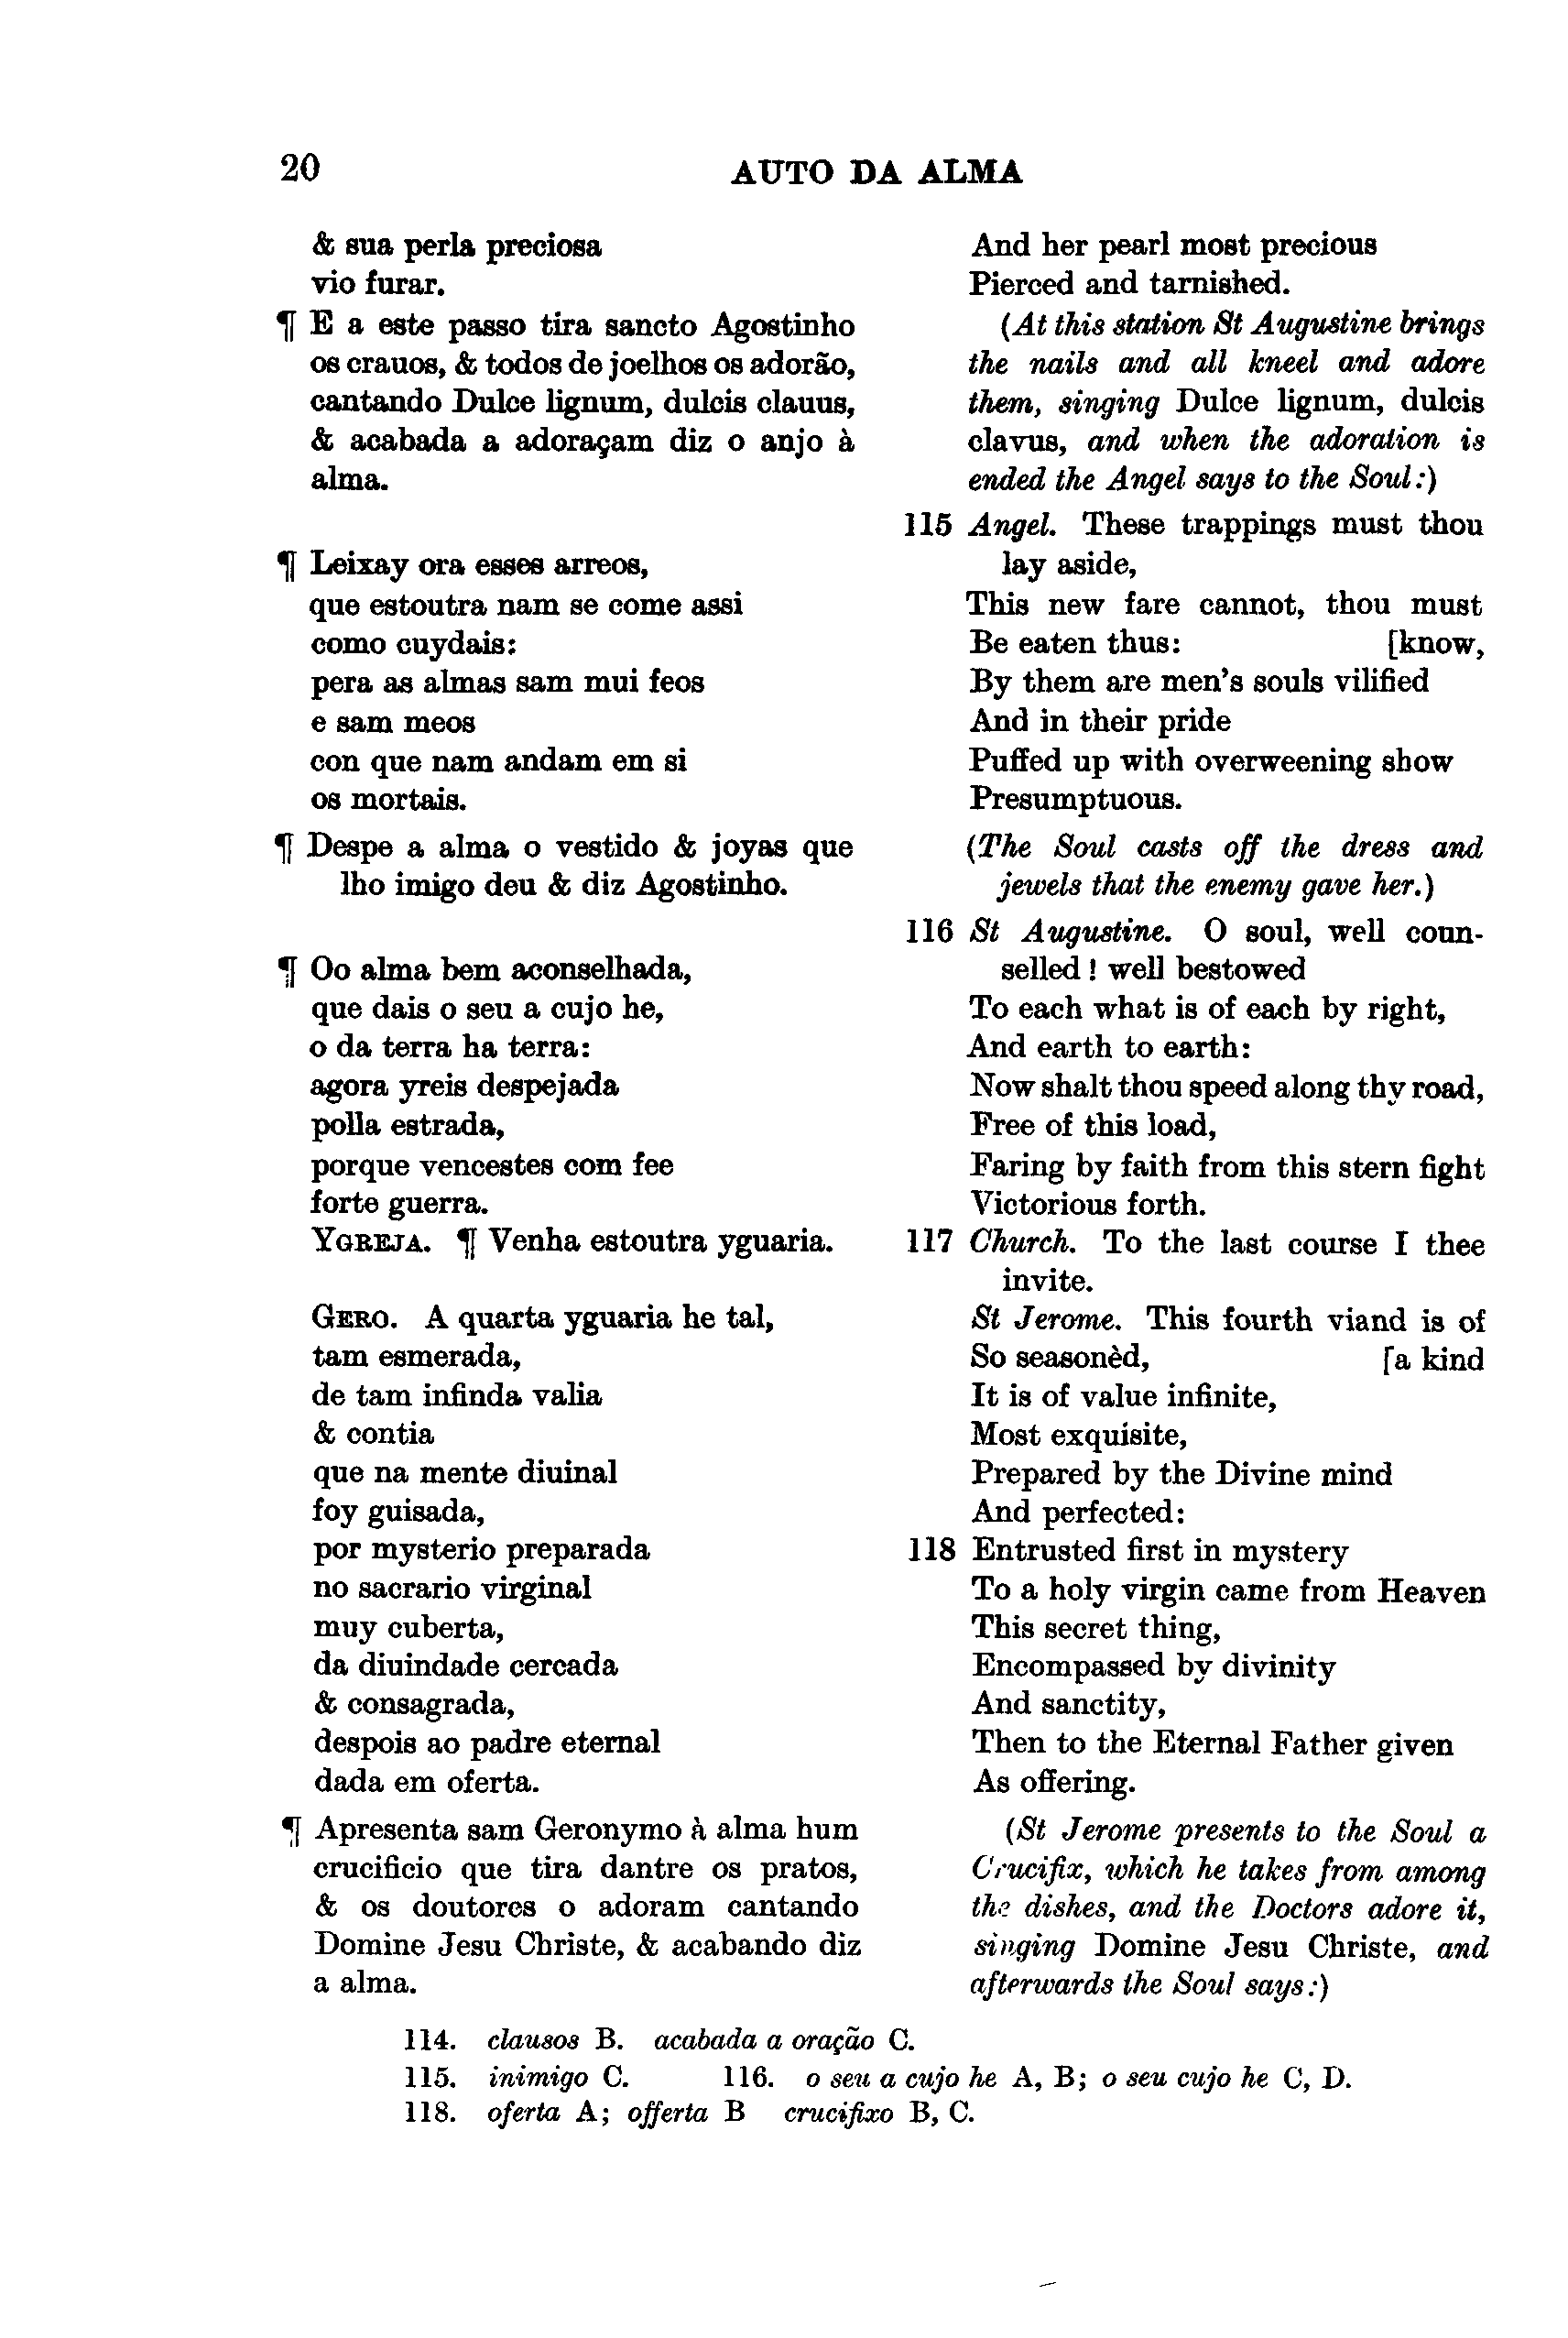 20
AUTO DA ALMA
& sua perla preciosa
vio furar.
¶ E a este passo tira sancto Agostinho
os crauos, & todos de joelhos os adorão,
cantando Dulce lignum, dulcis clauus,
& acabada a adoraçam diz o anjo à
alma.
¶ Leixay ora esses arreos,
que estoutra nam se come assi
como cuydais:
pera as almas sam mui feos
e sam meos
con que nam andam em si
os mortais.
¶ Despe a alma o vestido & joyas que
lho imigo deu & diz Agostinho.
¶ Oo alma bem aconselhada,
que dais o seu a cujo he,
o da terra ha terra:
agora yreis despejada
polla estrada,
porque vencestes com fee
forte guerra.
YGREJA. ¶ Venha estoutra yguaria.
GERO. A quarta yguaria he tal,
tam esmerada,
de tam infinda valia
& contia
que na mente diuinal
foy guisada,
por mysterio preparada
no sacrario virginal
muy cuberta,
da diuindade cercada
& consagrada,
despois ao padre eternal
dada em oferta.
¶ Apresenta sam Geronymo à alma hum
crucificio que tira dantre os pratos,
& os doutores o adoram cantando
Domine Jesu Christe, & acabando diz
a alma.
And her pearl most precious
Pierced and tarnished.
(At this station St Augustine brings
the nails and all kneel and adore
them, singing Dulce lignum, dulcis
clavus, and when the adoration is
ended the Angel says to the Soul:)
115 Angel. These trappings must thou
lay aside,
This new fare cannot, thou must
Be eaten thus: [know,
By them are men's souls vilified
And in their pride
Puffed up with overweening show
Presumptuous.
(The Soul casts off the dress and
jewels that the enemy gave her.)
116 St Augustine. O soul, well coun-
selled! well bestowed
To each what is of each by right,
And earth to earth:
Now shalt thou speed along thy road,
Free of this load,
Faring by faith from this stern fight
Victorious forth.
117 Church. To the last course I thee
invite.
St Jerome. This fourth viand is of
So seasonèd, [a kind
It is of value infinite,
Most exquisite,
Prepared by the Divine mind
And perfected:
118 Entrusted first in mystery
To a holy virgin came from Heaven
This secret thing,
Encompassed by divinity
And sanctity,
Then to the Eternal Father given
As offering.
(St Jerome presents to the Soul a
Crucifix, which he takes from among
the dishes, and the Doctors adore it,
singing Domine Jesu Christe, and
afterwards the Soul says:)
114. clausos B. acabada a oração C.
115. inimigo C. 116. o seu a cujo he A, B; o seu cujo he C, D.
118. oferta A; offerta B crucifixo B, C.